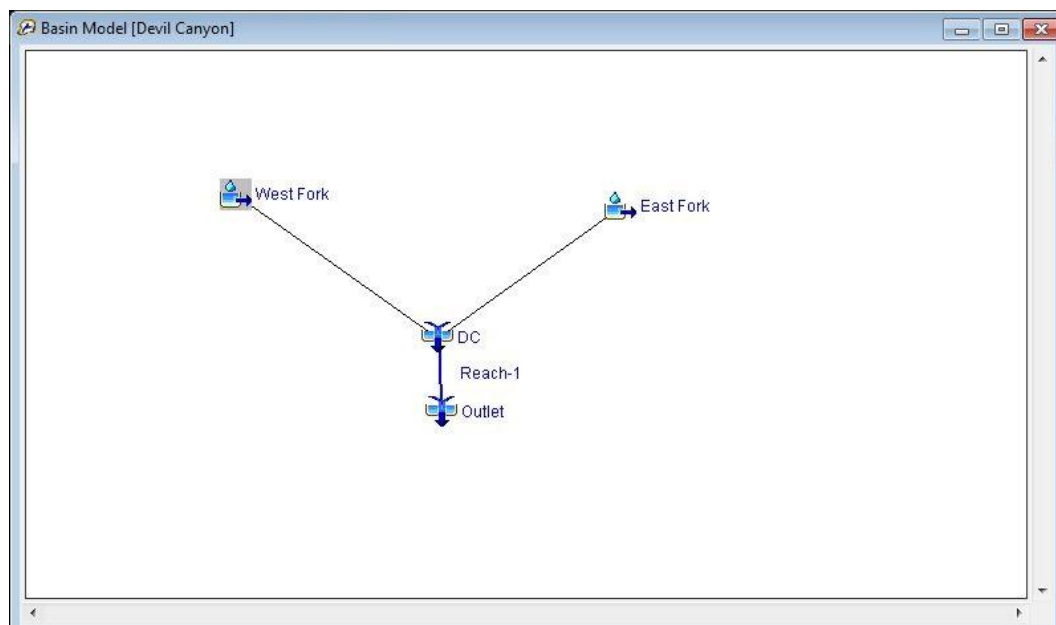 Basin Model [Devil Canyon]
West Fork
East Fork
DC
Reach-1
Outlet